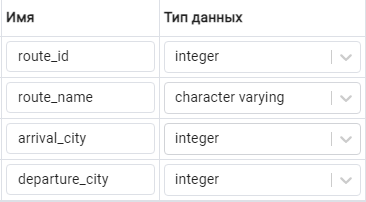 Имя Тип данных
route_id integer
route_name character varying
arrival_city integer
departure_city integer